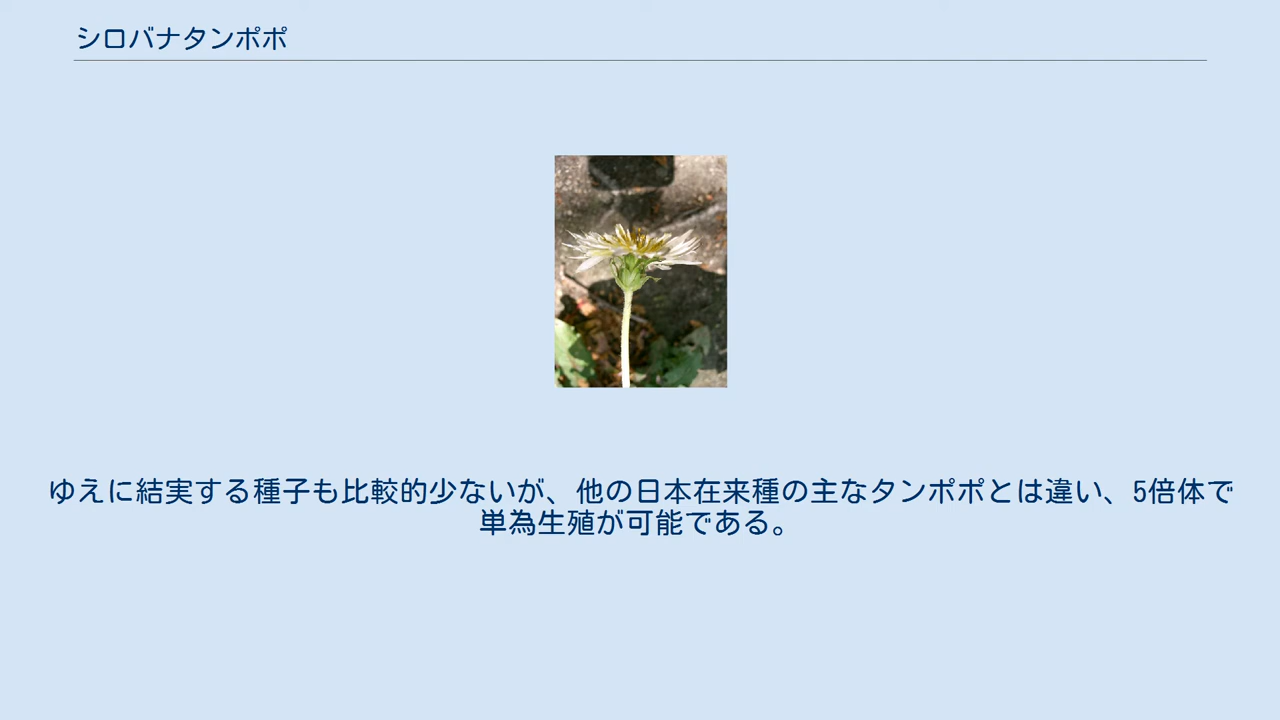 シロバナタンポポ
ゆえに結実する種子も比較的少ないが、他の日本在来種の主なタンポポとは違い、5倍体で
単為生殖が可能である。